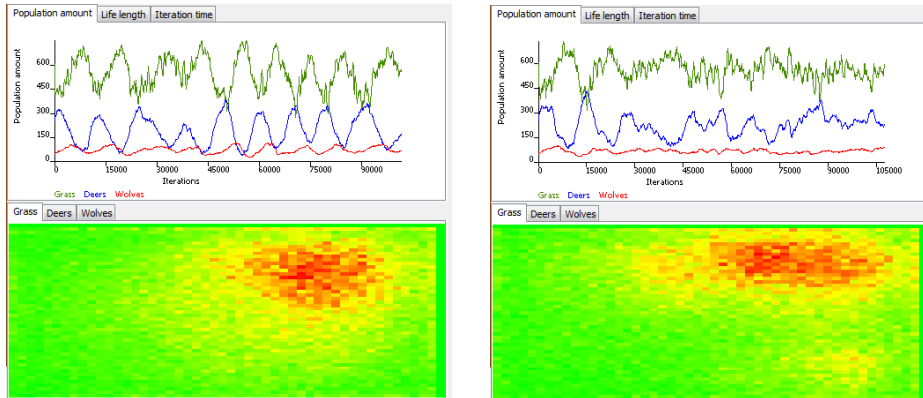 Population amount Life length Iteration time
Population amount
600
450
300
150
0
0 15000 30000 45000 60000 75000 90000
Iterations
Grass Deers Wolves
Grass Deers Wolves
Population amount Life length Iteration time
Population amount
600
450
300
150
0
0 15000 30000 45000 60000 75000 90000 105000
Iterations
Grass Deers Wolves
Grass Deers Wolves